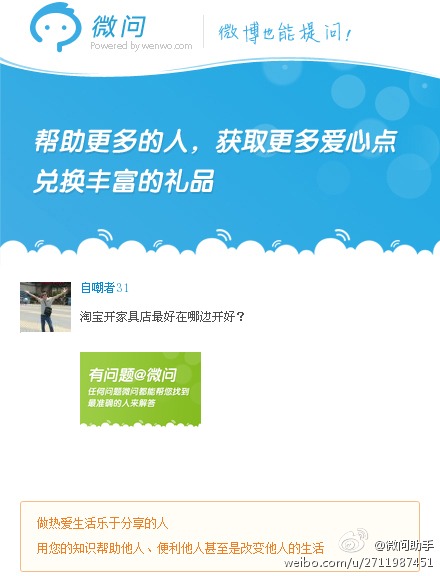 微问
Powered by wenwo.com
微博也能提问!
帮助更多的人，获取更多爱心点
兑换丰富的礼品
自嘲者31
淘宝开家具店最好在哪边开好？
有问题@微问
任何问题微问都能帮您找到
最准确的人来解答
做热爱生活乐于分享的人
用您的知识帮助他人、便利他人甚至是改变他人的生活
@微问助手
weibo.com/u/2711987451